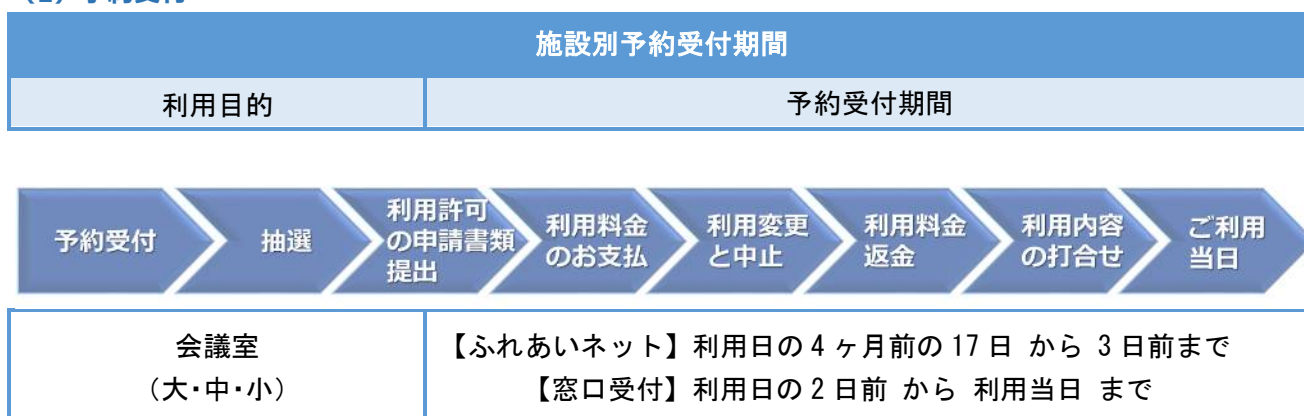 施設別予約受付期間
利用目的 予約受付期間
予約受付
抽選
利用許可
の申請書類
提出
利用料金
のお支払
利用変更
と中止
利用料金
返金
利用内容
の打合せ
ご利用
当日
会議室
（大・中・小）
【ふれあいネット】利用日の4ヶ月前の17日 から 3日前まで
【窓口受付】利用日の2日前 から 利用当日 まで